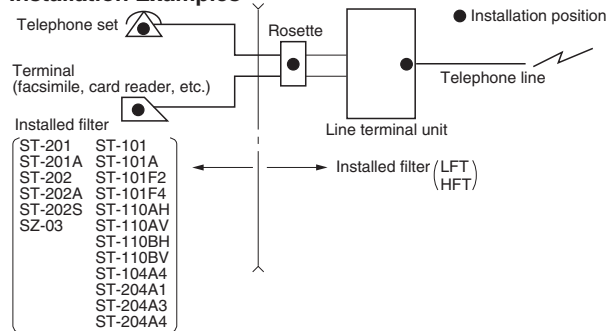 Installation Examples
Installation position
Telephone set
Rosette
Terminal
(facsimile, card reader, etc.)
Telephone line
Line terminal unit
Installed filter
ST-201 ST-101
ST-201A ST-101A
ST-202 ST-101F2
ST-202A ST-101F4
ST-202S ST-110AH
SZ-03 ST-110AV
ST-110BH
ST-110BV
ST-104A4
ST-204A1
ST-204A3
ST-204A4
Installed filter (LFT
HFT)